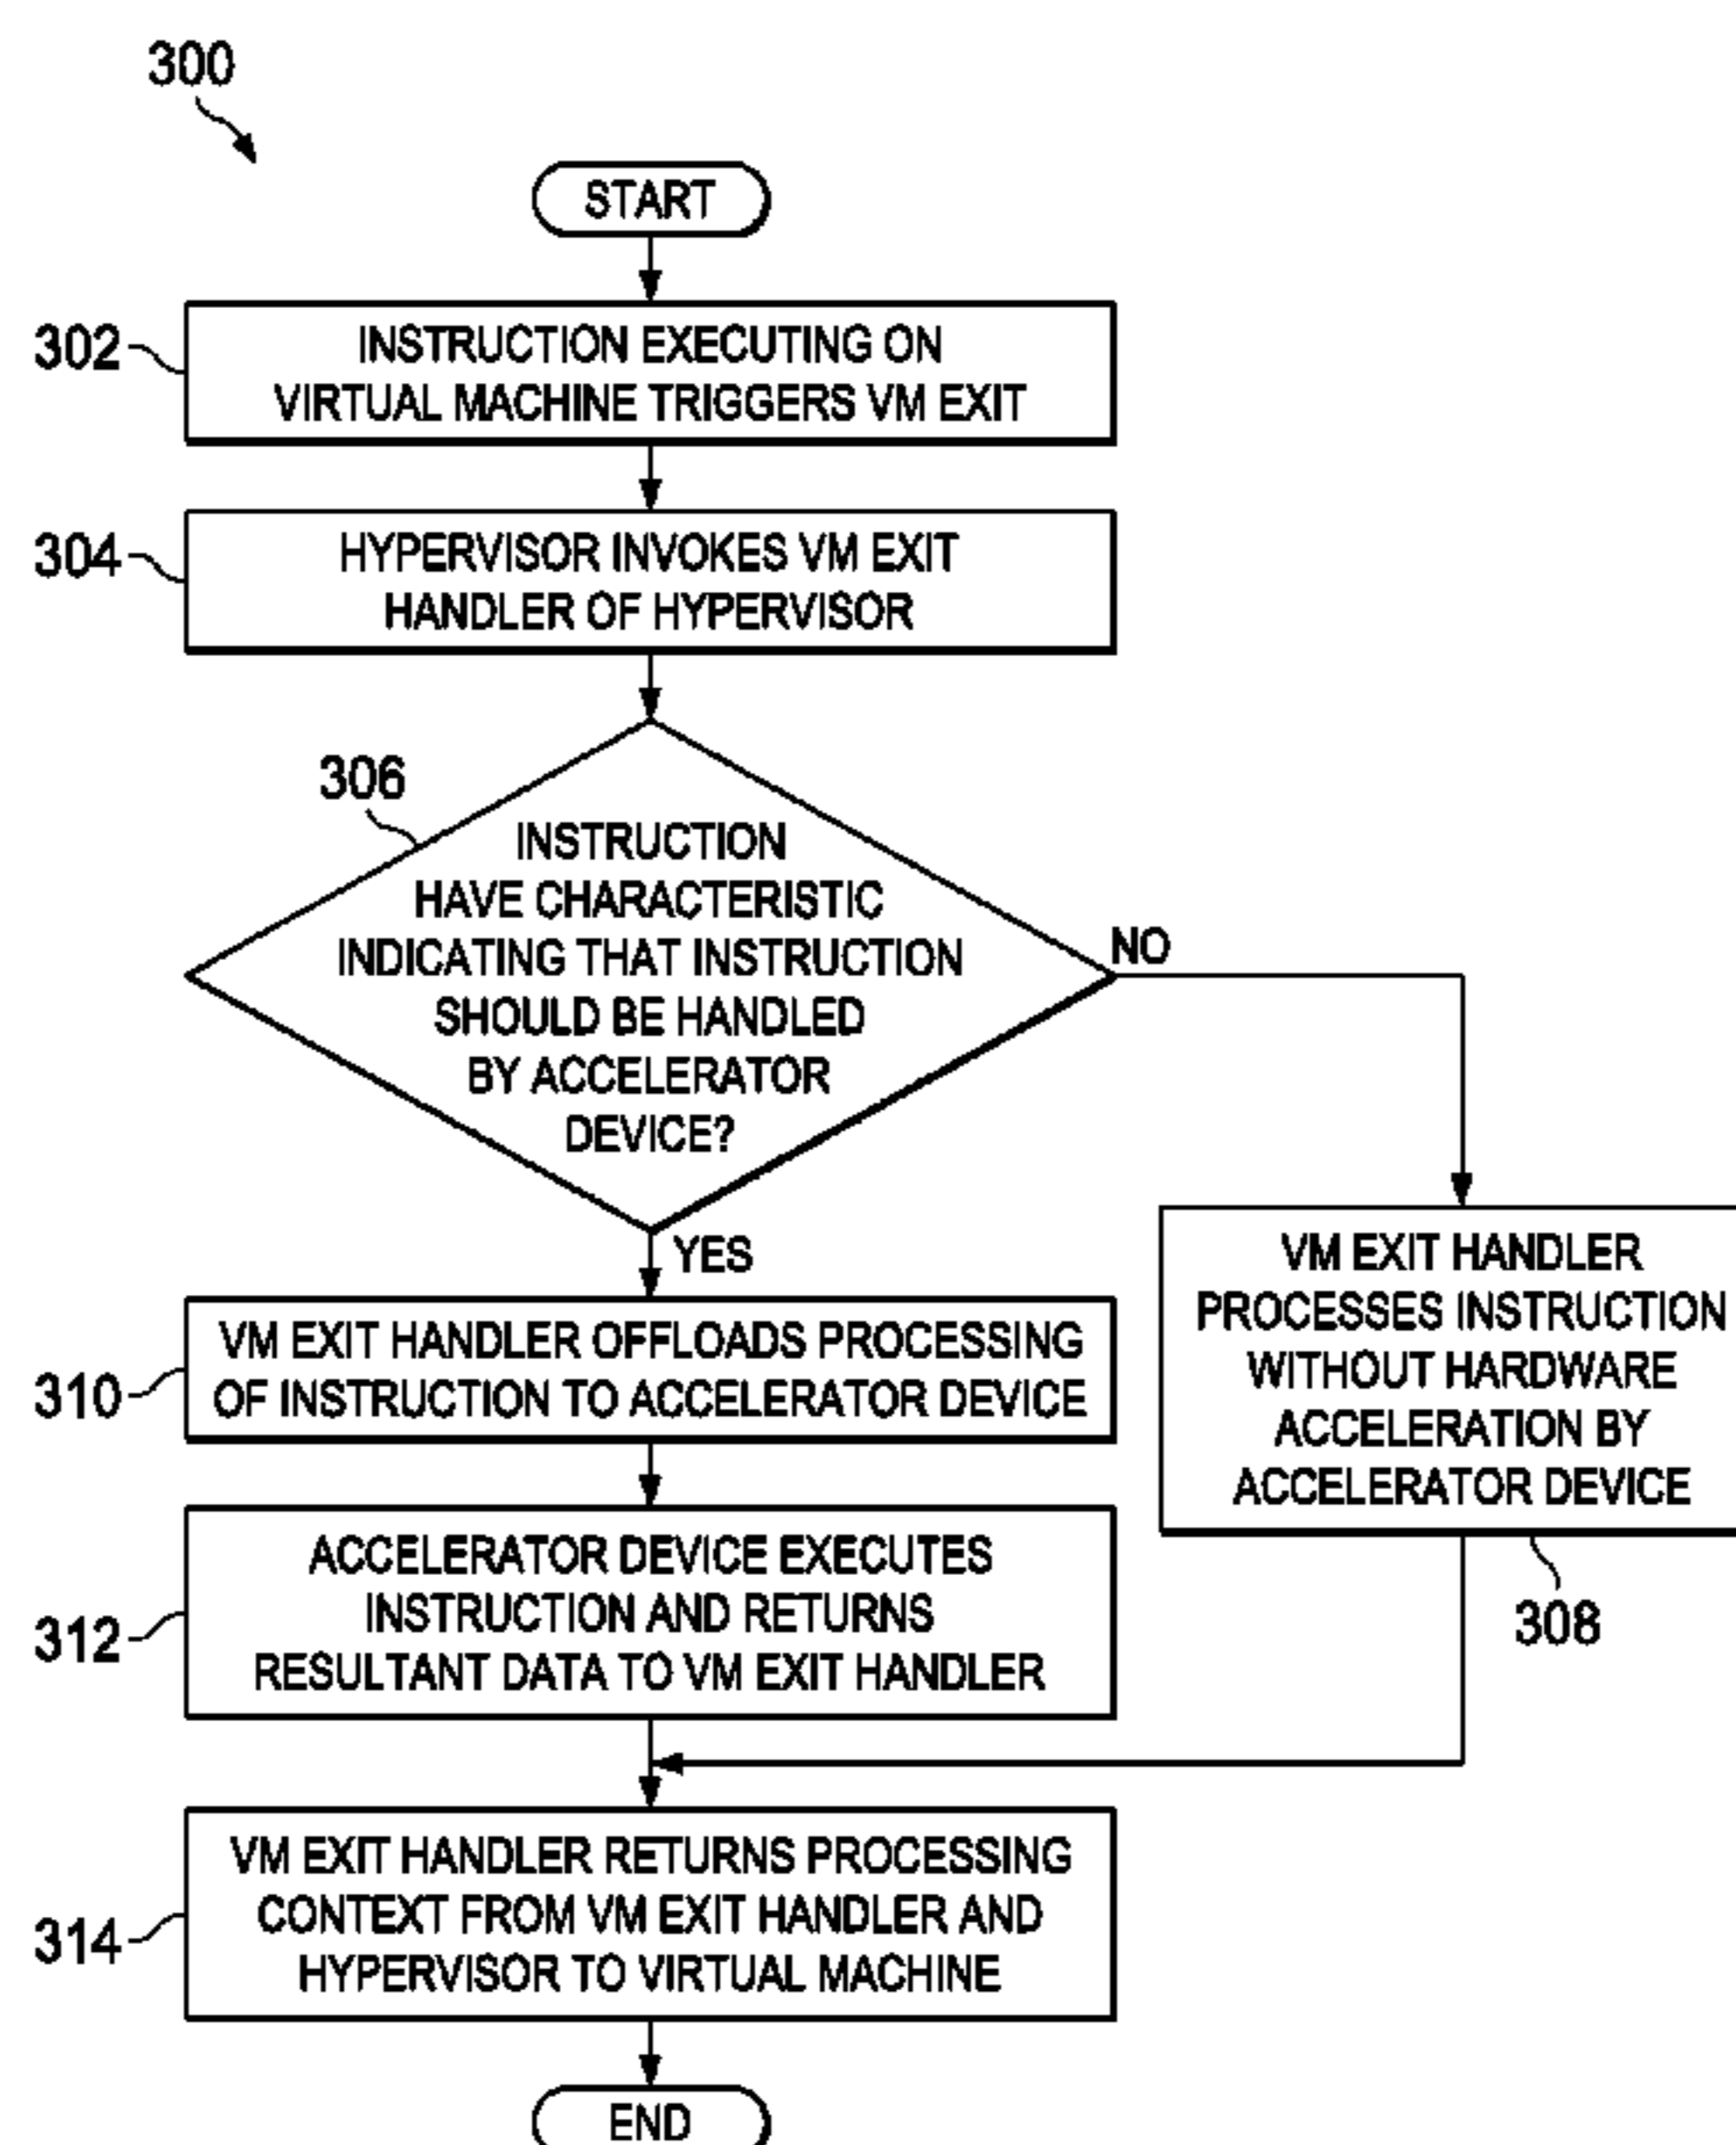 300
START
302
INSTRUCTION EXECUTING ON
VIRTUAL MACHINE TRIGGERS VM EXIT
304
HYPERVISOR INVOKES VM EXIT
HANDLER OF HYPERVISOR
306
INSTRUCTION
HAVE CHARACTERISTIC
INDICATING THAT INSTRUCTION
SHOULD BE HANDLED
BY ACCELERATOR
DEVICE?
NO
YES
VM EXIT HANDLER
PROCESSES INSTRUCTION
WITHOUT HARDWARE
ACCELERATION BY
ACCELERATOR DEVICE
308
310
VM EXIT HANDLER OFFLOADS PROCESSING
OF INSTRUCTION TO ACCELERATOR DEVICE
312
ACCELERATOR DEVICE EXECUTES
INSTRUCTION AND RETURNS
RESULTANT DATA TO VM EXIT HANDLER
314
VM EXIT HANDLER RETURNS PROCESSING
CONTEXT FROM VM EXIT HANDLER AND
HYPERVISOR TO VIRTUAL MACHINE
END